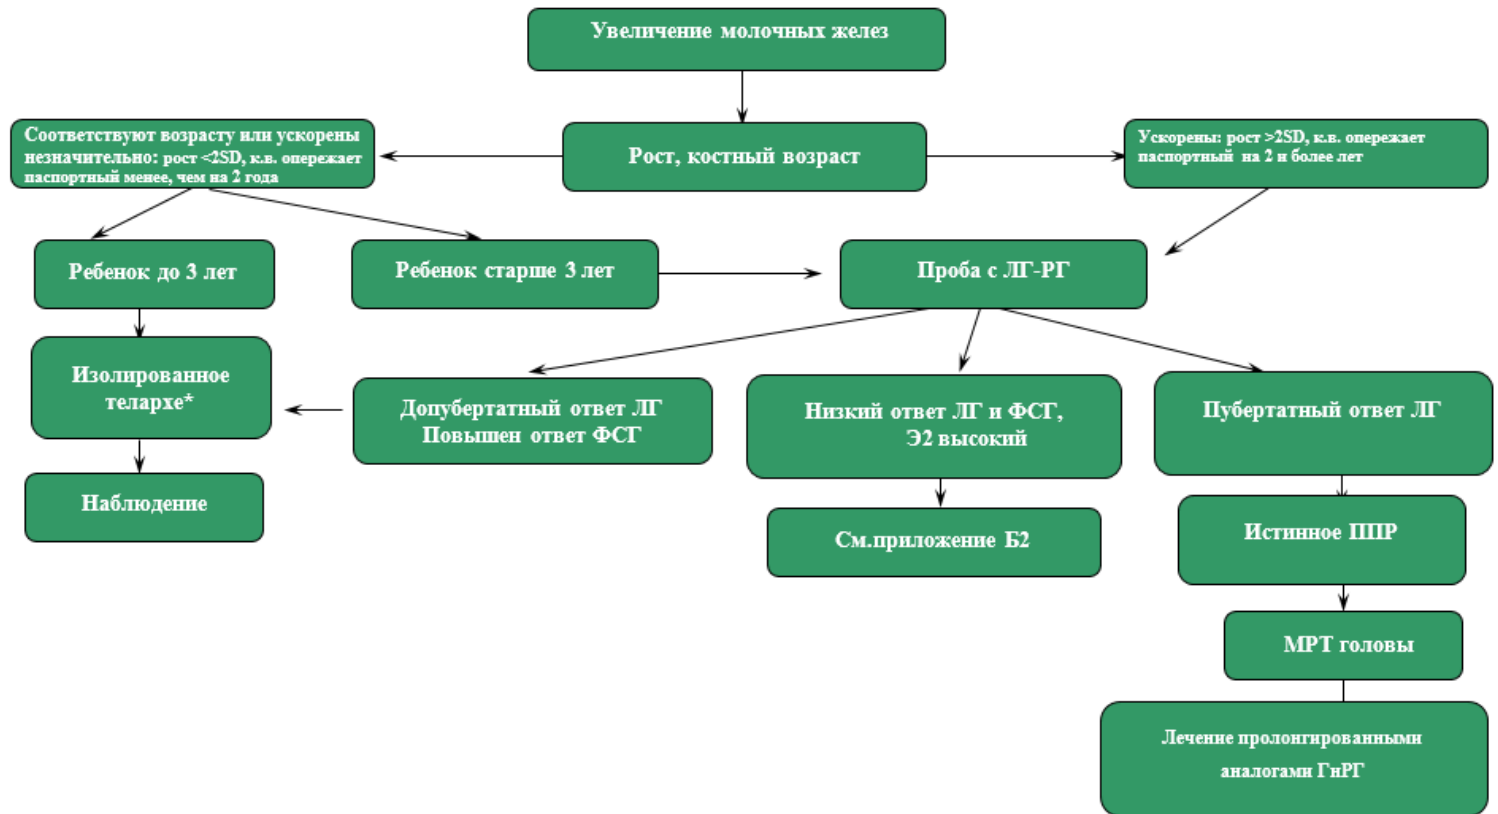 Увеличение молочных желез
Соответствуют возрасту или ускорены
незначительно: рост <2SD, к.в. опережает
паспортный менее, чем на 2 года
Рост, костный возраст
Ускорены: рост >2SD, к.в. опережает
паспортный на 2 и более лет
Ребенок до 3 лет
Ребенок старше 3 лет
Проба с ЛГ-РГ
Изолированное
телархе*
Допубертатный ответ ЛГ
Повышен ответ ФСГ
Низкий ответ ЛГ и ФСГ,
Э2 высокий
Пубертатный ответ ЛГ
Наблюдение
См.приложение Б2
Истинное ППР
МРТ головы
Лечение пролонгированными
аналогами ГнРГ